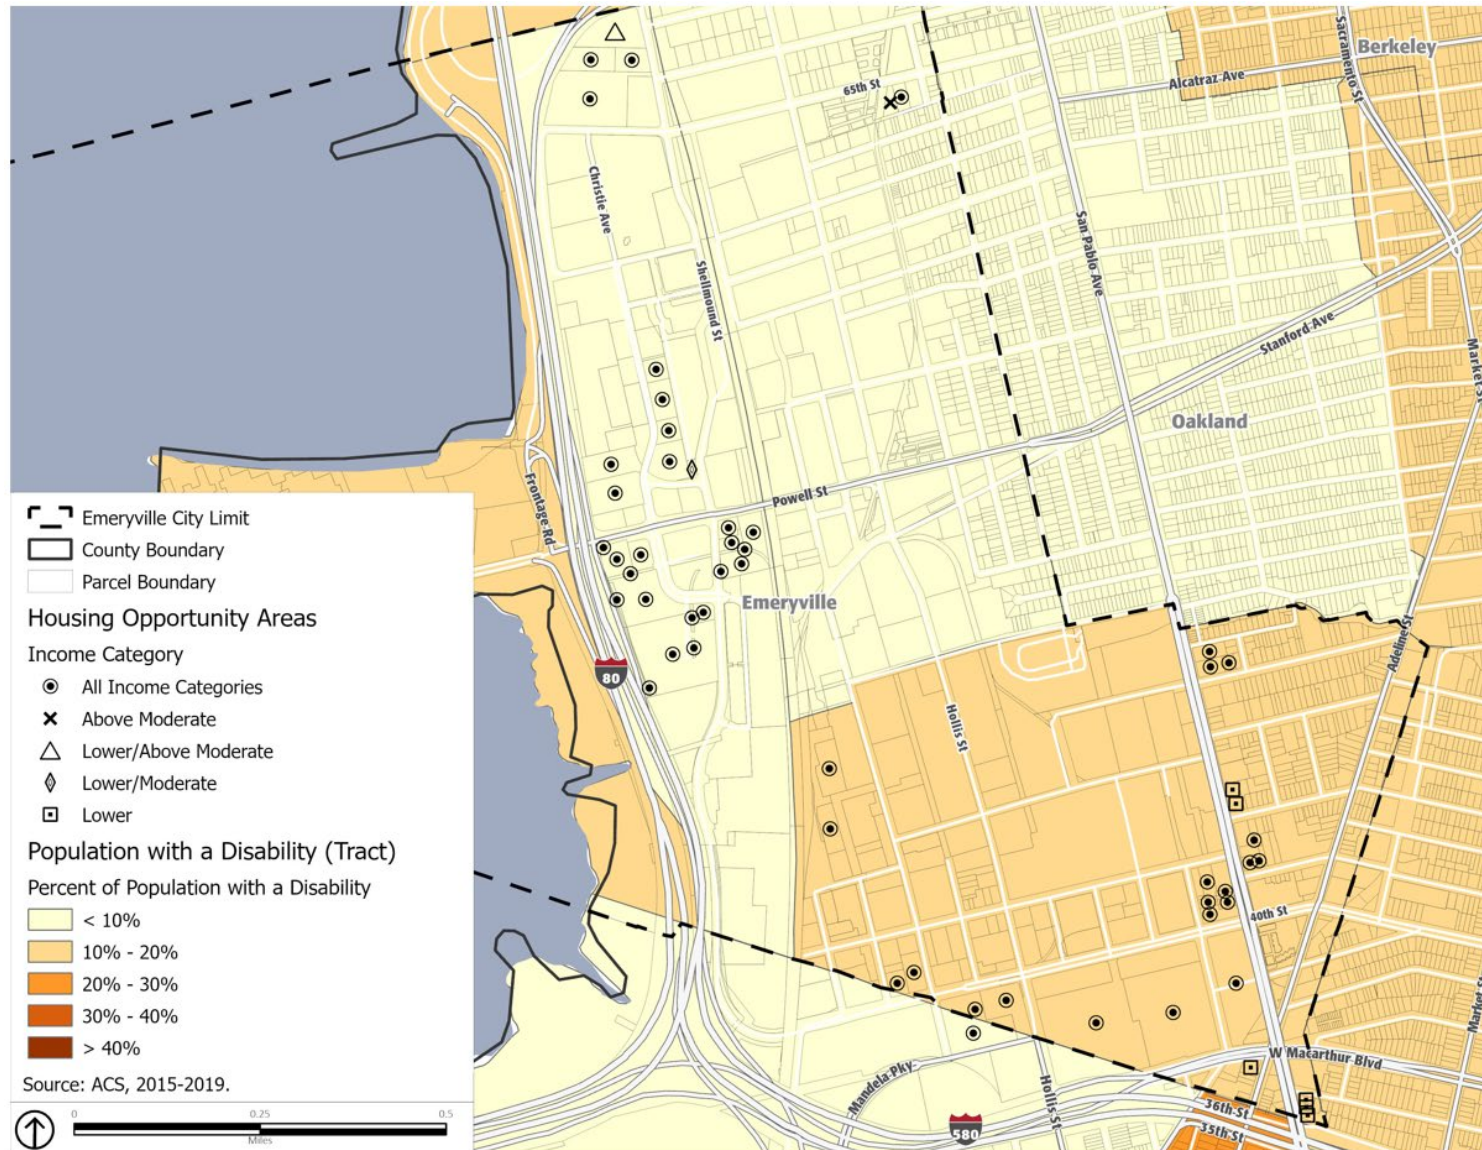 Berkeley
Sacramento St
Alcatraz Ave
65th St
Christie Ave
San Pablo Ave
Shellmound St
Stanford Ave
Market St
Oakland
Powell St
Frontage Rd
Emeryville
Adeline St
80
Hollis St
40th St
Market St
W Macarthur Blvd
Mandela Pky
Hollis St
36th St
35th St
580
Emeryville City Limit
County Boundary
Parcel Boundary
Housing Opportunity Areas
Income Category
All Income Categories
Above Moderate
Lower/Above Moderate
Lower/Moderate
Lower
Population with a Disability (Tract)
Percent of Population with a Disability
< 10%
10% - 20%
20% - 30%
30% - 40%
> 40%
Source: ACS, 2015-2019.
0 0.25 0.5
Miles